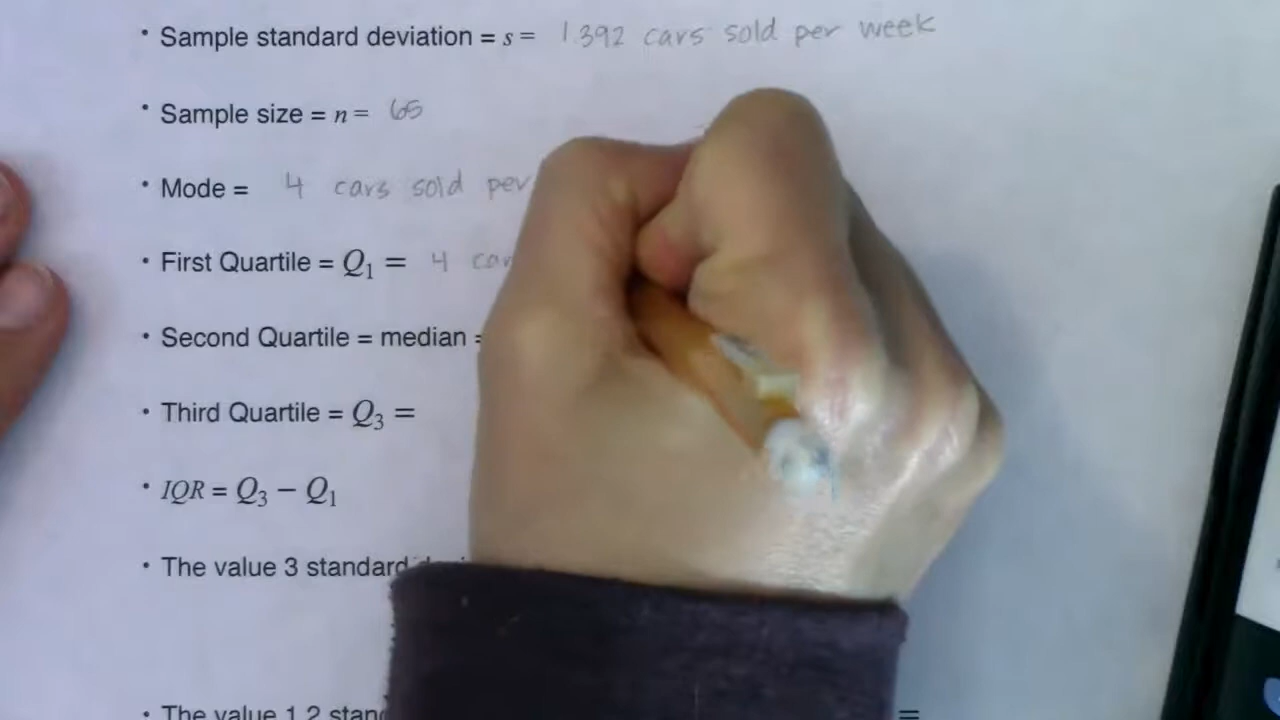 • Sample standard deviation = s = 1.392 cars sold per week
• Sample size = n = 65
• Mode = 4 cars sold per
• First Quartile = Q₁ = 4 car
• Second Quartile = median =
• Third Quartile = Q₃ =
• IQR = Q₃ − Q₁
• The value 3 standard
• The value 1.2 =